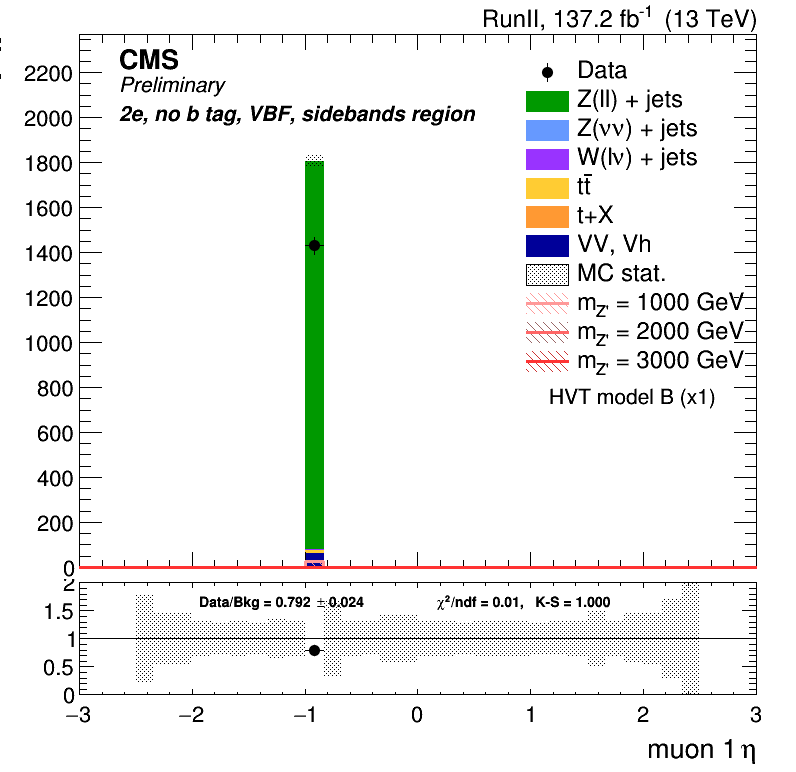 RunII, 137.2 fb⁻¹ (13 TeV)
CMS
Preliminary
2e, no b tag, VBF, sidebands region
Data
Z(ll) + jets
Z(νν) + jets
W(lν) + jets
tt̄
t+X
VV, Vh
MC stat.
m_Z' = 1000 GeV
m_Z' = 2000 GeV
m_Z' = 3000 GeV
HVT model B (x1)
2200
2000
1800
1600
1400
1200
1000
800
600
400
200
0
Data/Bkg = 0.792 ± 0.024
χ²/ndf = 0.01, K-S = 1.000
2
1.5
1
0.5
0
−3 −2 −1 0 1 2 3
muon 1 η